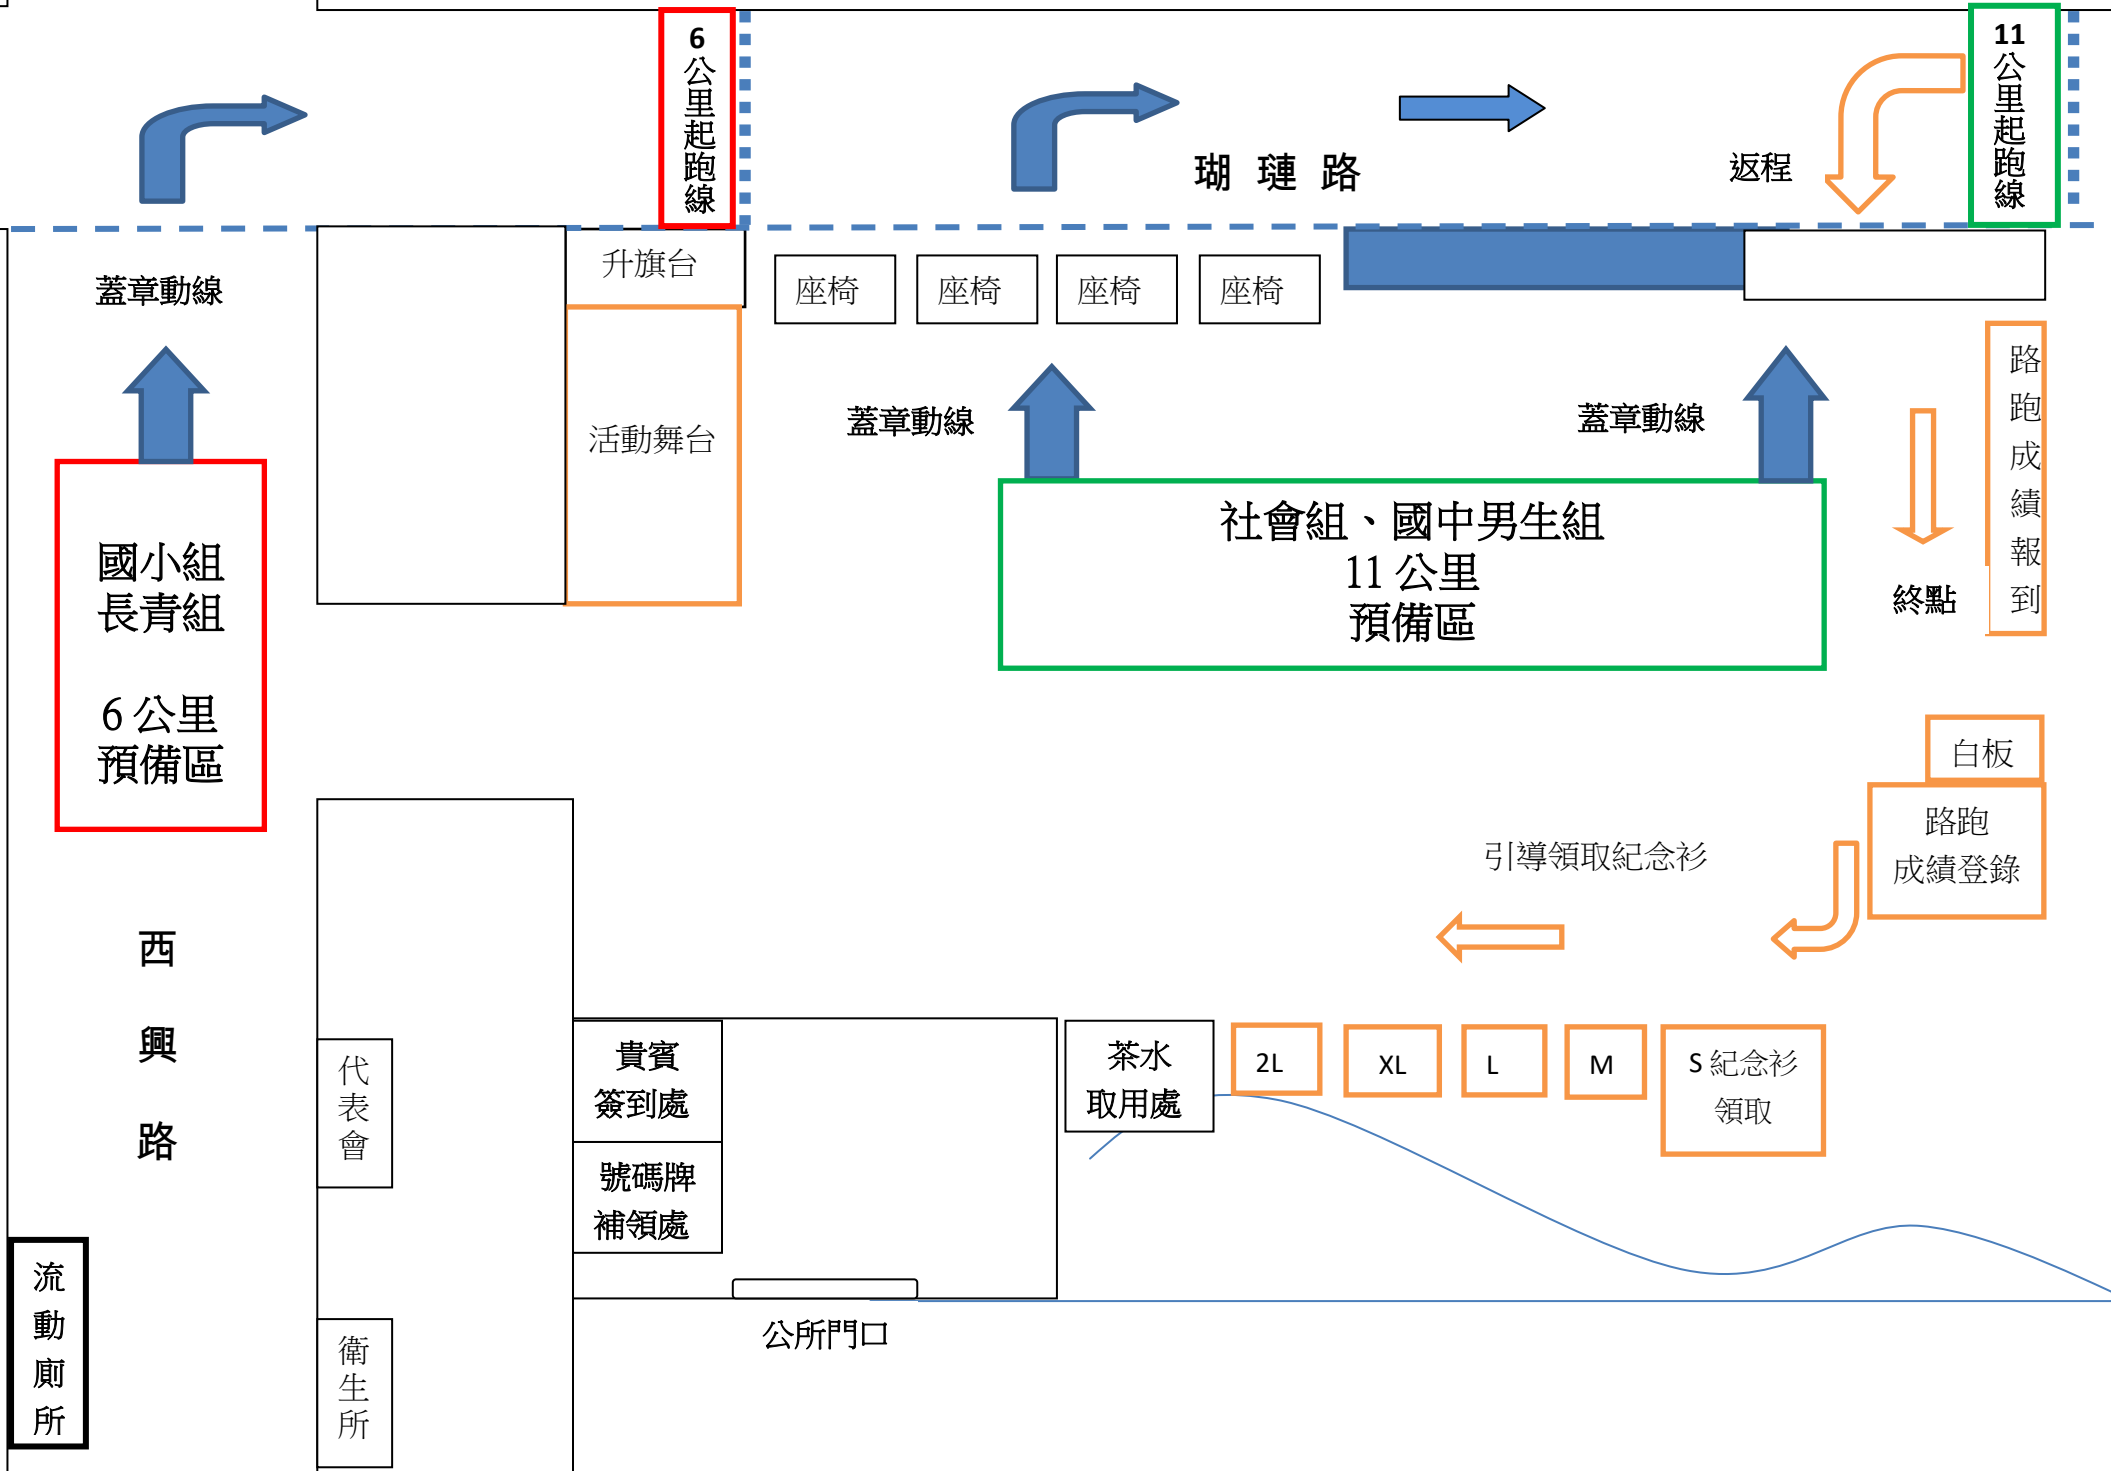 6
公里起跑線
11
公里起跑線
瑚璉路
返程
升旗台
座椅
座椅
座椅
座椅
蓋章動線
活動舞台
蓋章動線
蓋章動線
路跑成績報到
國小組
長青組
6公里
預備區
社會組、國中男生組
11公里
預備區
終點
白板
路跑
成績登錄
引導領取紀念衫
西興路
代表會
貴賓
簽到處
號碼牌
補領處
茶水
取用處
2L
XL
L
M
S紀念衫
領取
流動廁所
衛生所
公所門口